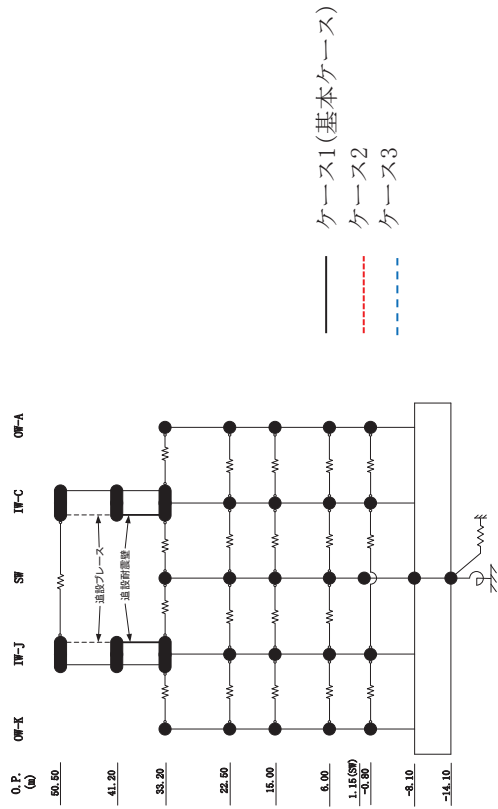 O.P.
(m)
OW-K
IW-J
SW
IW-C
OW-A
50.50
41.20
33.20
22.50
15.00
6.00
1.15(SW)
-0.80
-8.10
-14.10
追設ブレース
追設耐震壁
ケース1(基本ケース)
ケース2
ケース3